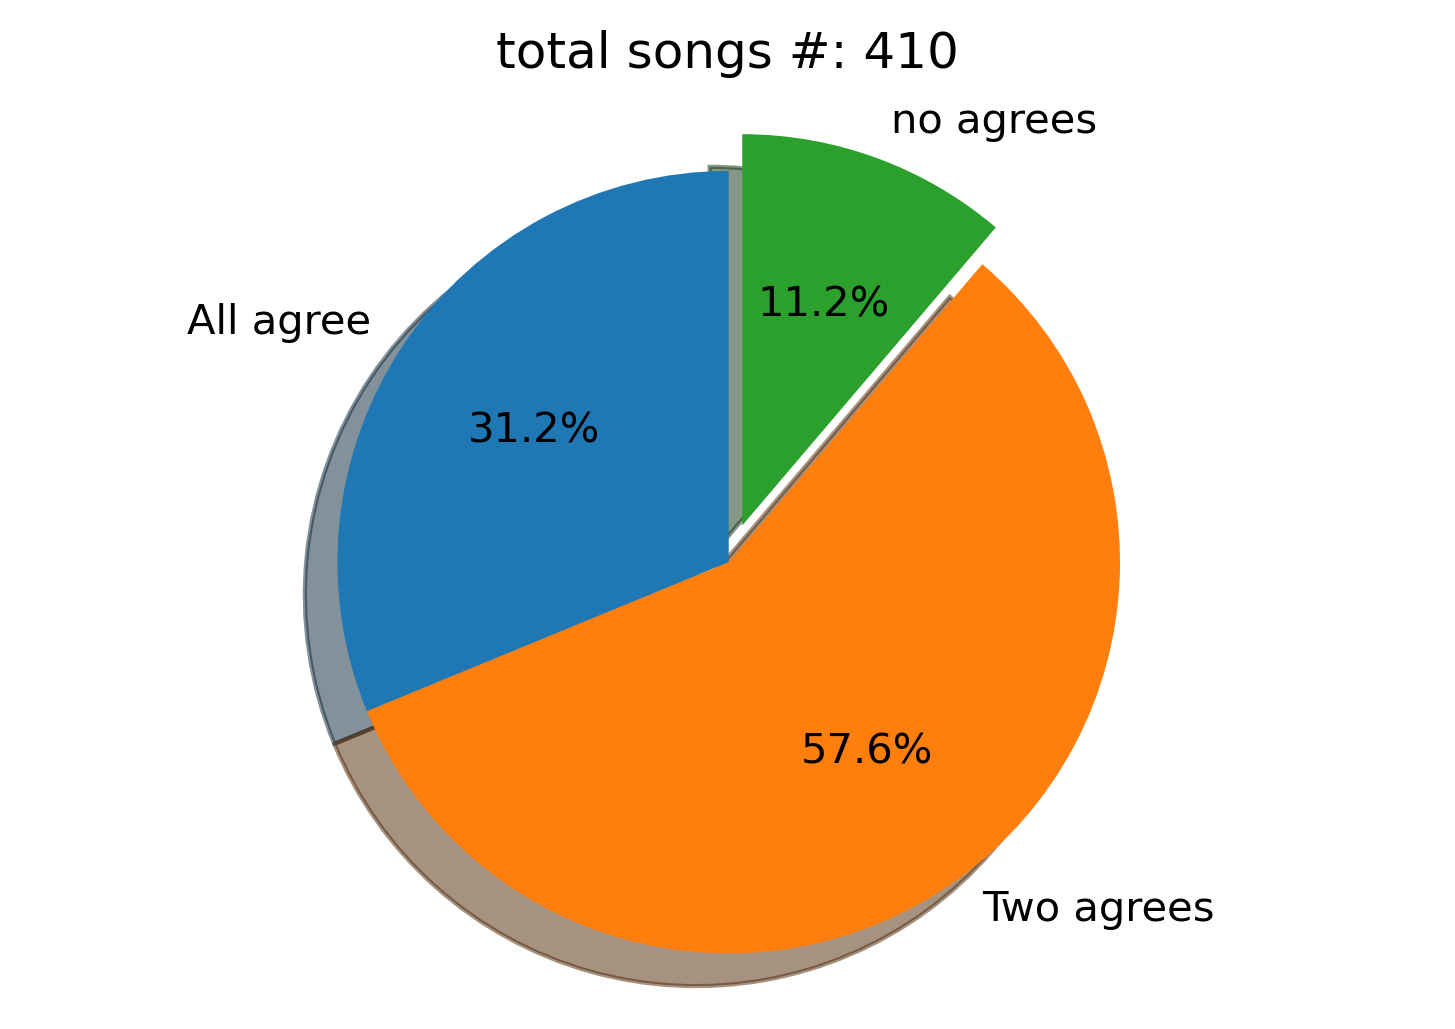 total songs #: 410
no agrees
11.2%
All agree
31.2%
57.6%
Two agrees